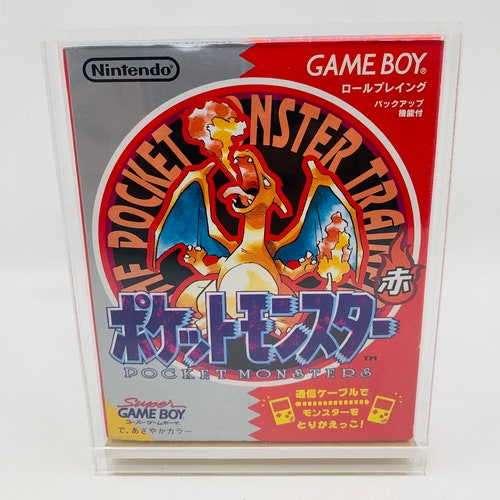 Nintendo
GAME BOY
ロールプレイング
バックアップ
機能付
THE POCKET MONSTER TRAINER
赤
ポケットモンスター
TM
POCKET MONSTERS
通信ケーブルで
モンスターを
とりかえっこ!
Super
GAME BOY
スーパーゲームボーイ
で、あざやかカラー